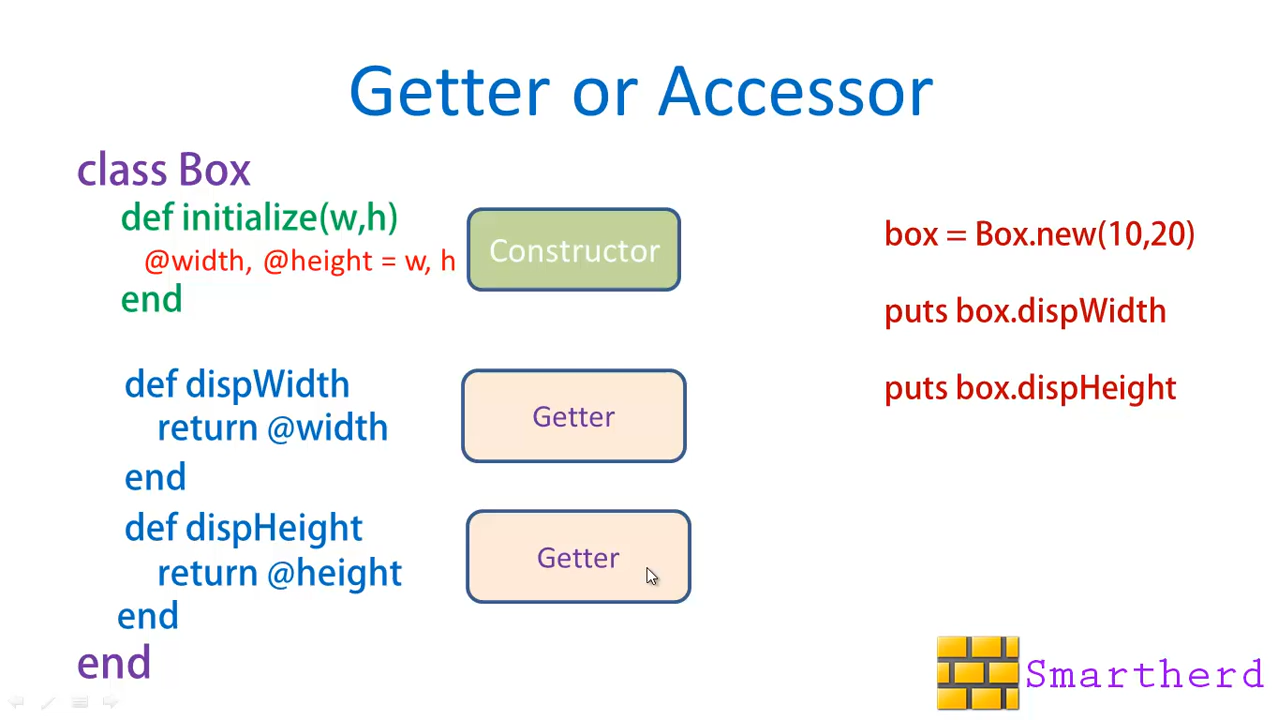 Getter or Accessor
class Box
def initialize(w,h)
@width, @height = w, h
end
Constructor
def dispWidth
return @width
end
Getter
def dispHeight
return @height
end
Getter
end
box = Box.new(10,20)
puts box.dispWidth
puts box.dispHeight
Smartherd